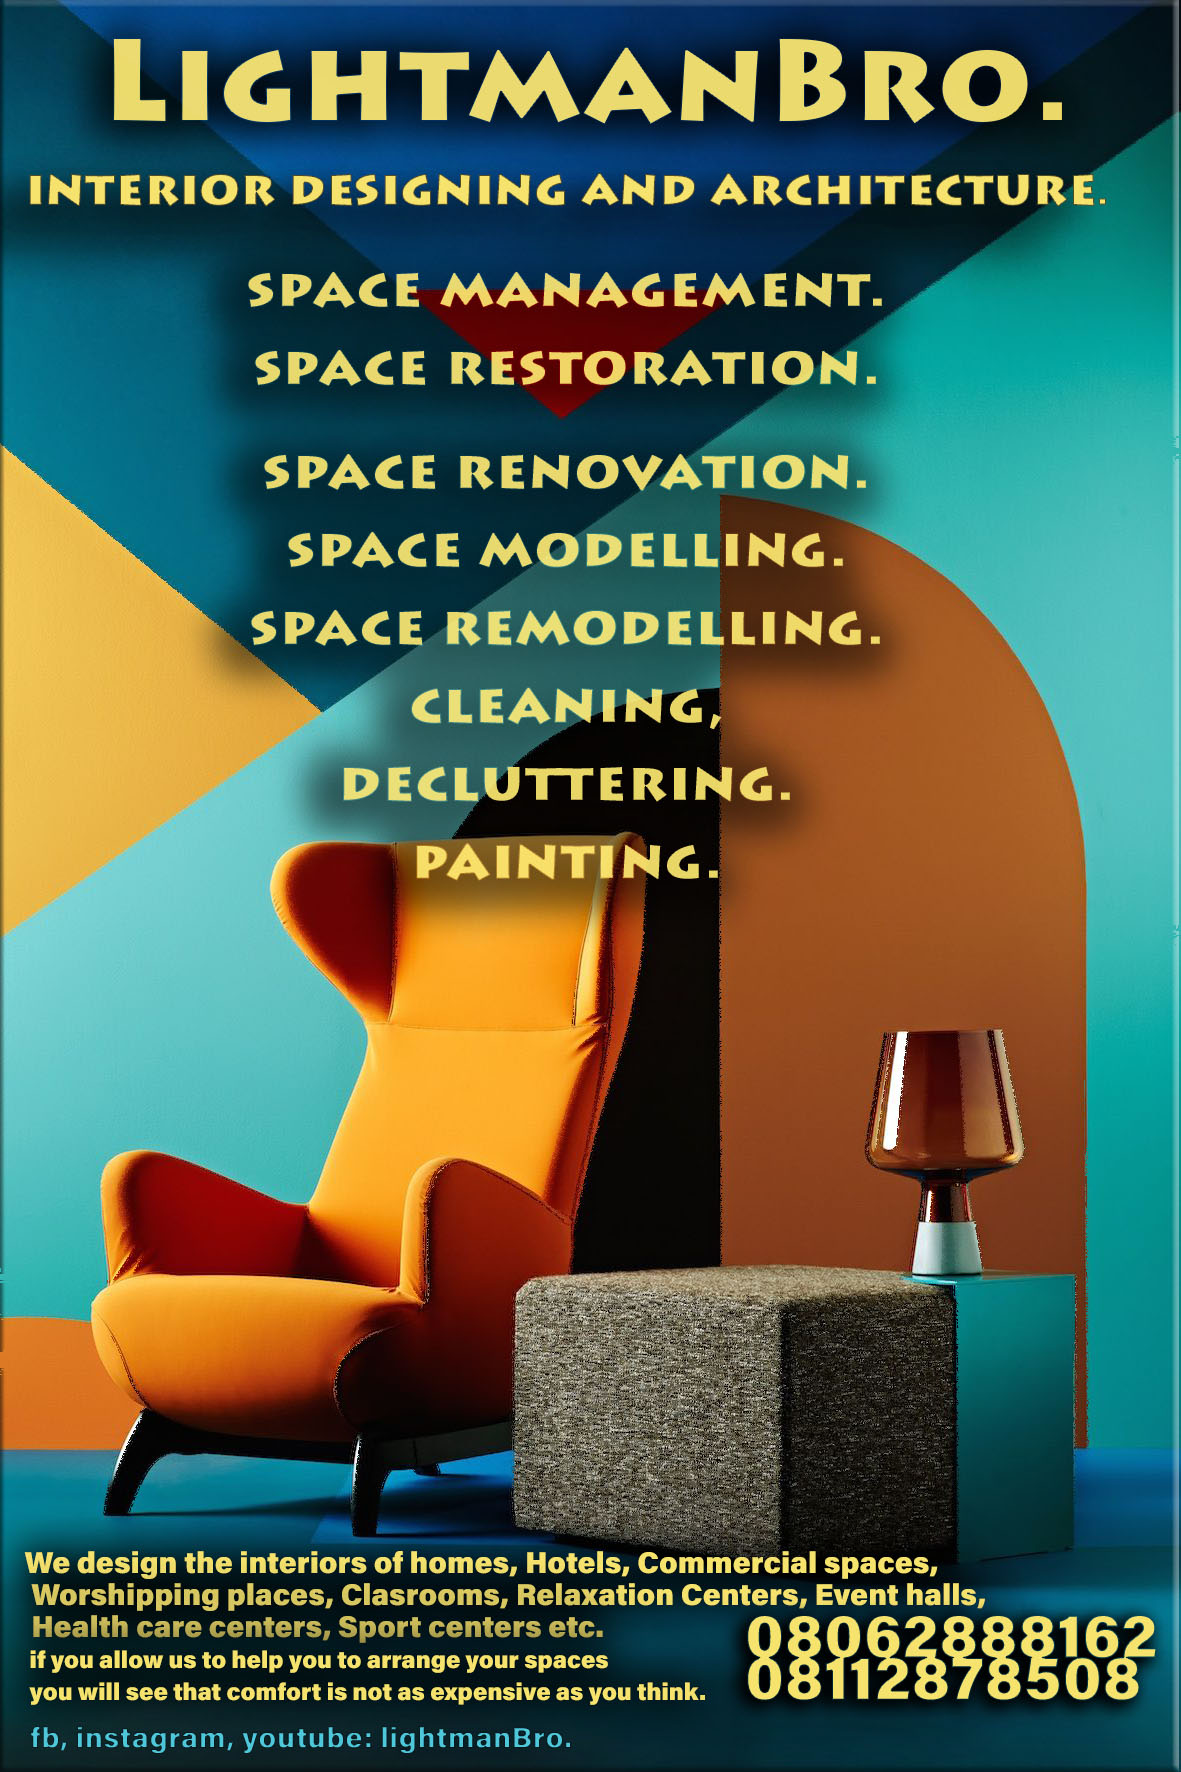 LightmanBro.
INTERIOR DESIGNING AND ARCHITECTURE.
SPACE MANAGEMENT.
SPACE RESTORATION.
SPACE RENOVATION.
SPACE MODELLING.
SPACE REMODELLING.
CLEANING,
DECLUTTERING.
PAINTING.
We design the interiors of homes, Hotels, Commercial spaces,
Worshipping places, Clasrooms, Relaxation Centers, Event halls,
Health care centers, Sport centers etc.
if you allow us to help you to arrange your spaces
you will see that comfort is not as expensive as you think.
08062888162
08112878508
fb, instagram, youtube: lightmanBro.